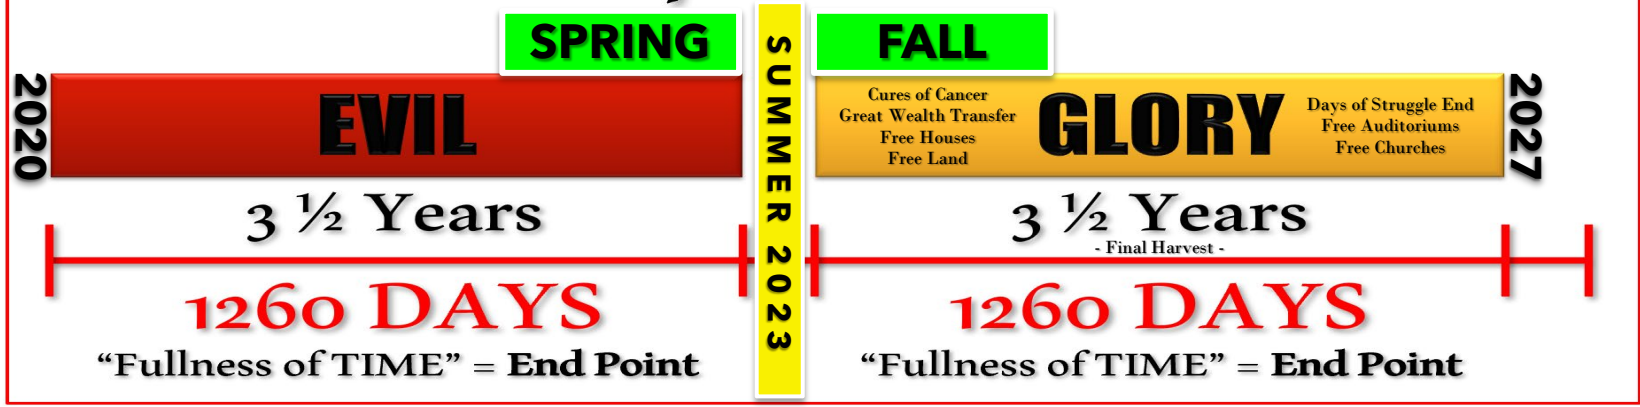 SPRING
FALL
2020
EVIL
SUMMER 2023
Cures of Cancer
Great Wealth Transfer
Free Houses
Free Land
GLORY
Days of Struggle End
Free Auditoriums
Free Churches
2027
3 ½ Years
3 ½ Years
- Final Harvest -
1260 DAYS
1260 DAYS
“Fullness of TIME” = End Point
“Fullness of TIME” = End Point